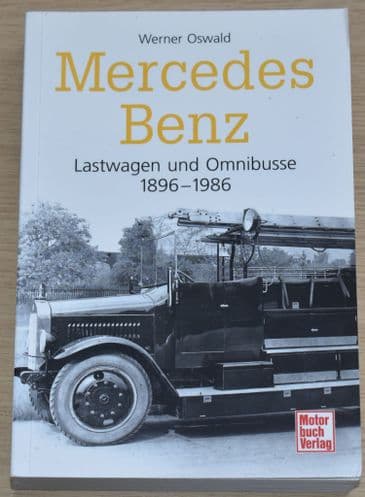 Werner Oswald
Mercedes
Benz
Lastwagen und Omnibusse
1896–1986
Motor
buch
Verlag